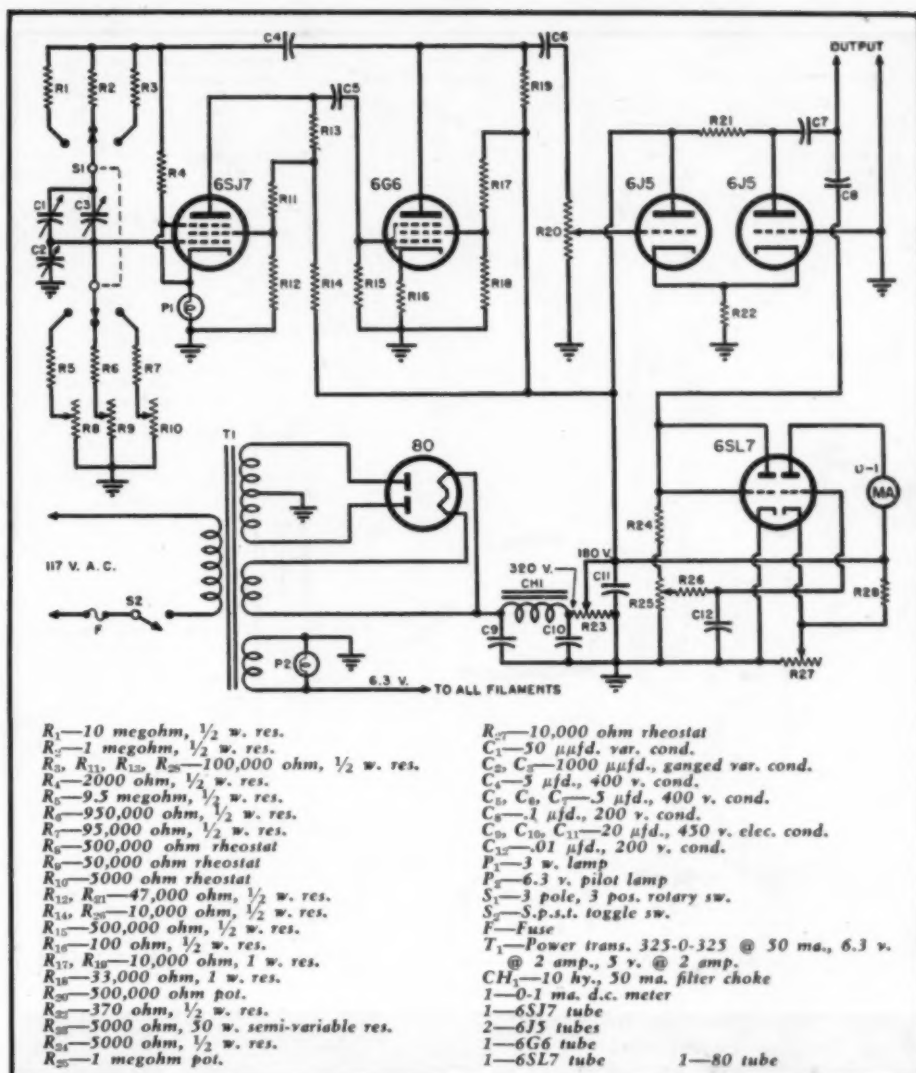 C4
C6
OUTPUT
R1
R2
R3
C5
R19
R13
R21
C7
R4
S1
6SJ7
6G6
6J5
6J5
C8
R11
R17
C1
C3
R20
C2
P1
R12
R14
R15
R16
R18
R22
R5
R6
R7
R8
R9
R10
T1
80
6SL7
0-1
MA
R24
117 V. A.C.
320 V.
180 V.
CH1
C11
R26
R28
R25
S2
F
C9
C10
R23
C12
P2
R27
6.3 V.
TO ALL FILAMENTS
R₁—10 megohm, ½ w. res.
R₂—1 megohm, ½ w. res.
R₃, R₁₁, R₁₃, R₂₈—100,000 ohm, ½ w. res.
R₄—2000 ohm, ½ w. res.
R₅—9.5 megohm, ½ w. res.
R₆—950,000 ohm, ½ w. res.
R₇—95,000 ohm, ½ w. res.
R₈—500,000 ohm rheostat
R₉—50,000 ohm rheostat
R₁₀—5000 ohm rheostat
R₁₂, R₂₁—47,000 ohm, ½ w. res.
R₁₄, R₂₆—10,000 ohm, ½ w. res.
R₁₅—500,000 ohm, ½ w. res.
R₁₆—100 ohm, ½ w. res.
R₁₇, R₁₉—10,000 ohm, 1 w. res.
R₁₈—33,000 ohm, 1 w. res.
R₂₀—500,000 ohm pot.
R₂₂—370 ohm, ½ w. res.
R₂₃—5000 ohm, 50 w. semi-variable res.
R₂₄—5000 ohm, ½ w. res.
R₂₅—1 megohm pot.
R₂₇—10,000 ohm rheostat
C₁—50 μμfd. var. cond.
C₂, C₃—1000 μμfd., ganged var. cond.
C₄—5 μfd., 400 v. cond.
C₅, C₆, C₇—.5 μfd., 400 v. cond.
C₈—.1 μfd., 200 v. cond.
C₉, C₁₀, C₁₁—20 μfd., 450 v. elec. cond.
C₁₂—.01 μfd., 200 v. cond.
P₁—3 w. lamp
P₂—6.3 v. pilot lamp
S₁—3 pole, 3 pos. rotary sw.
S₂—S.p.s.t. toggle sw.
F—Fuse
T₁—Power trans. 325-0-325 @ 50 ma., 6.3 v.
@ 2 amp., 5 v. @ 2 amp.
CH₁—10 hy., 50 ma. filter choke
1—0-1 ma. d.c. meter
1—6SJ7 tube
2—6J5 tubes
1—6G6 tube
1—6SL7 tube 1—80 tube